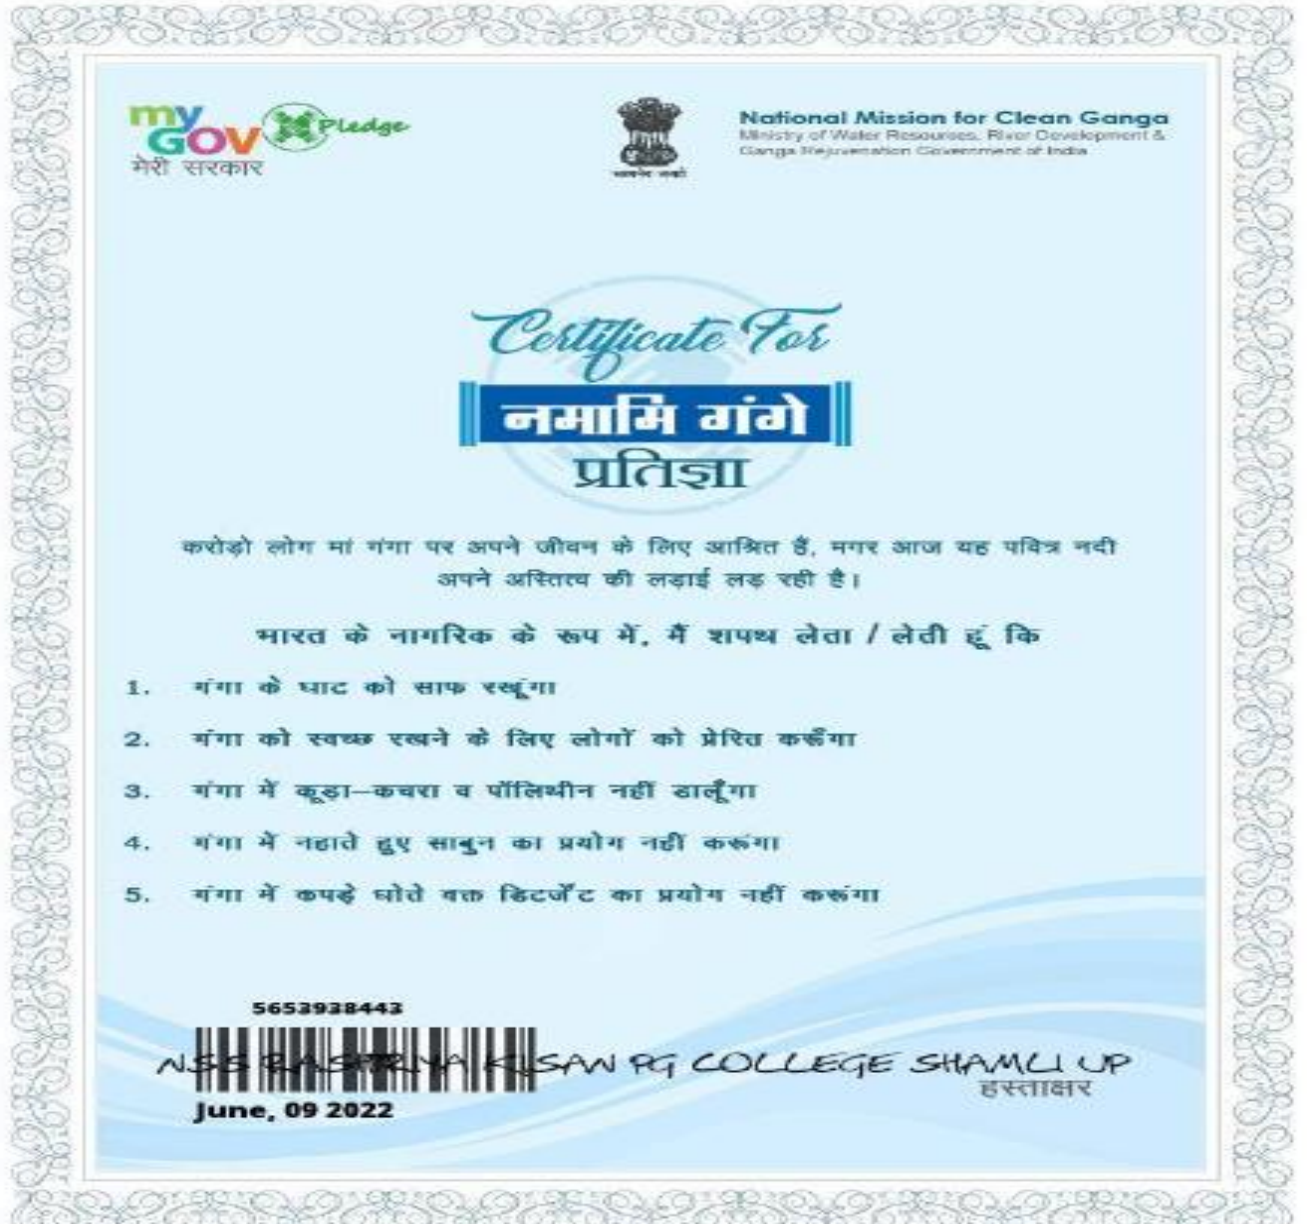 my
GOV
मेरी सरकार
Pledge
National Mission for Clean Ganga
Ministry of Water Resources, River Development &
Ganga Rejuvenation Government of India
Certificate For
नमामि गंगे
प्रतिज्ञा
करोड़ो लोग मां गंगा पर अपने जीवन के लिए आश्रित हैं, मगर आज यह पवित्र नदी
अपने अस्तित्व की लड़ाई लड़ रही है।
भारत के नागरिक के रूप में, मैं शपथ लेता / लेती हूं कि
1. गंगा के घाट को साफ रखूंगा
2. गंगा को स्वच्छ रखने के लिए लोगों को प्रेरित करूँगा
3. गंगा में कूड़ा-कचरा व पॉलिथीन नहीं डालूँगा
4. गंगा में नहाते हुए साबुन का प्रयोग नहीं करूंगा
5. गंगा में कपड़े धोते वक्त डिटर्जेंट का प्रयोग नहीं करूंगा
5653938443
NSS RASHTRIYA KISAN PG COLLEGE SHAMLI UP
हस्ताक्षर
June, 09 2022